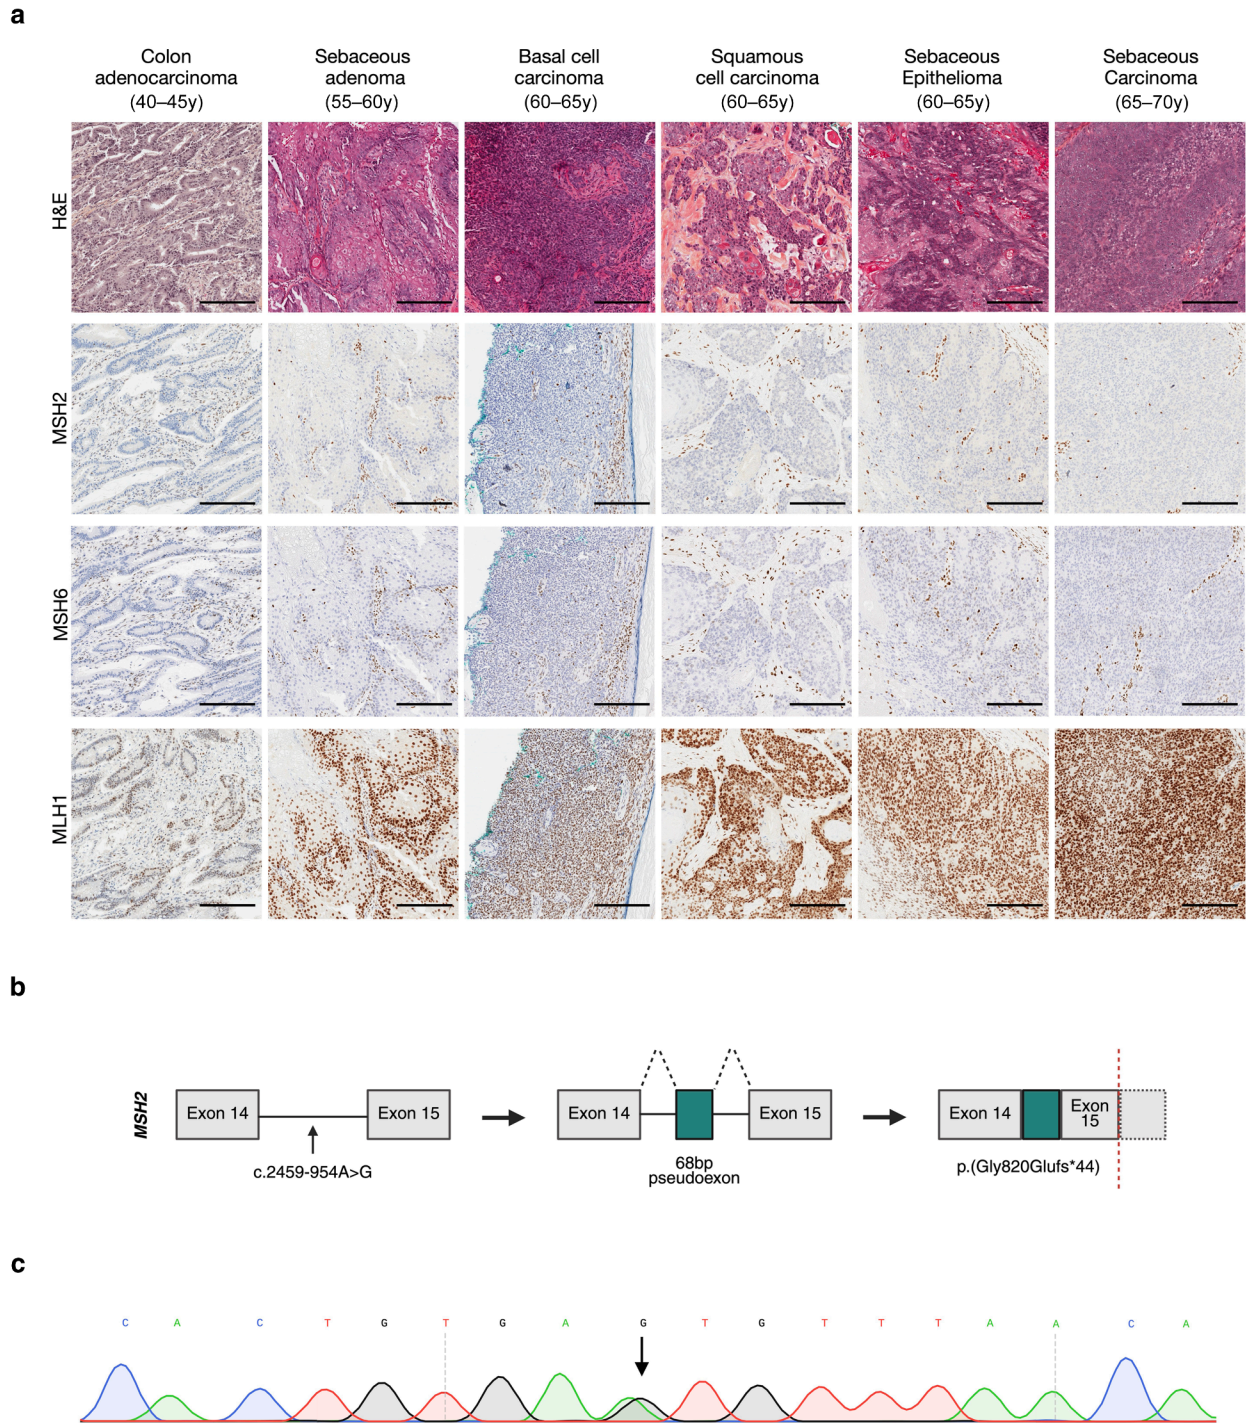 a
Colon
adenocarcinoma
(40–45y)
Sebaceous
adenoma
(55–60y)
Basal cell
carcinoma
(60–65y)
Squamous
cell carcinoma
(60–65y)
Sebaceous
Epithelioma
(60–65y)
Sebaceous
Carcinoma
(65–70y)
H&E
MSH2
MSH6
MLH1
b
MSH2
Exon 14
Exon 15
c.2459-954A>G
Exon 14
Exon 15
68bp
pseudoexon
Exon 14
Exon
15
p.(Gly820Glufs*44)
c
C A C T G T G A G T G T T T A A C A